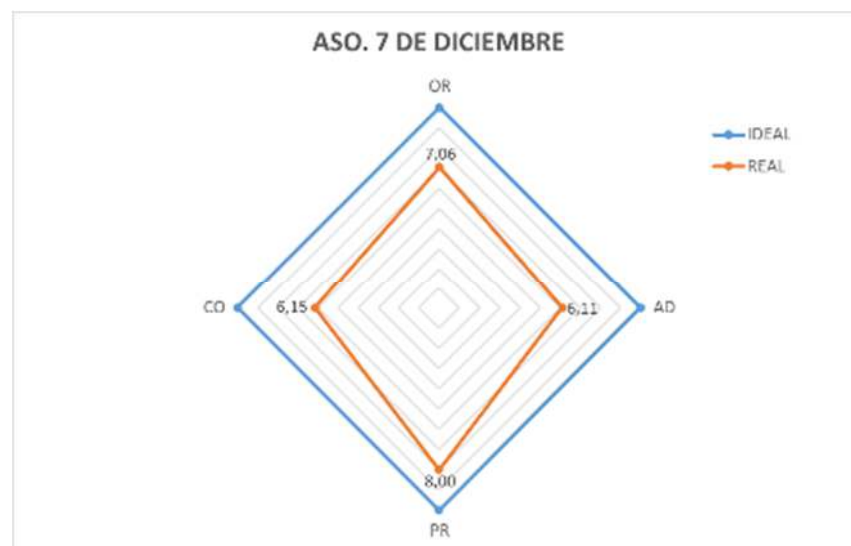 ASO. 7 DE DICIEMBRE
OR
IDEAL
REAL
7,06
CO
6,15
6,11
AD
8,00
PR